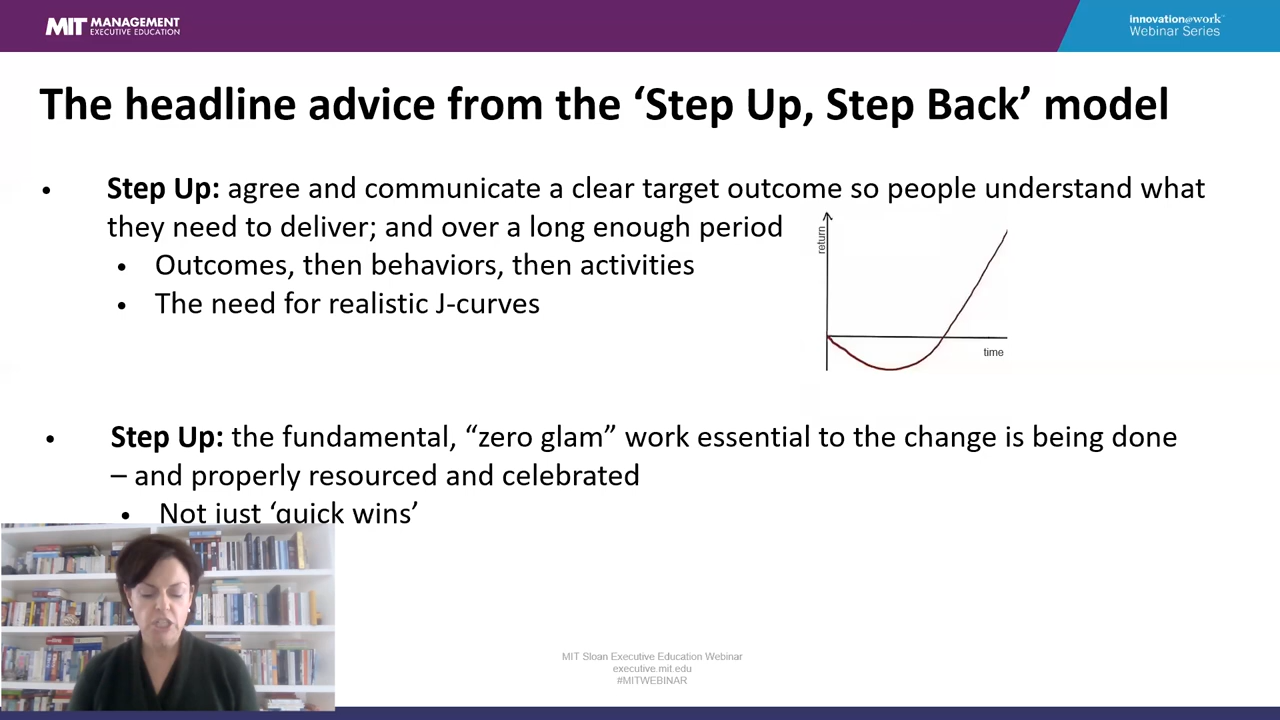 MIT MANAGEMENT
EXECUTIVE EDUCATION
innovation@work™
Webinar Series
The headline advice from the ‘Step Up, Step Back’ model
• Step Up: agree and communicate a clear target outcome so people understand what
they need to deliver; and over a long enough period
• Outcomes, then behaviors, then activities
• The need for realistic J-curves
return
time
• Step Up: the fundamental, “zero glam” work essential to the change is being done
– and properly resourced and celebrated
• Not just ‘quick wins’
MIT Sloan Executive Education Webinar
executive.mit.edu
#MITWEBINAR